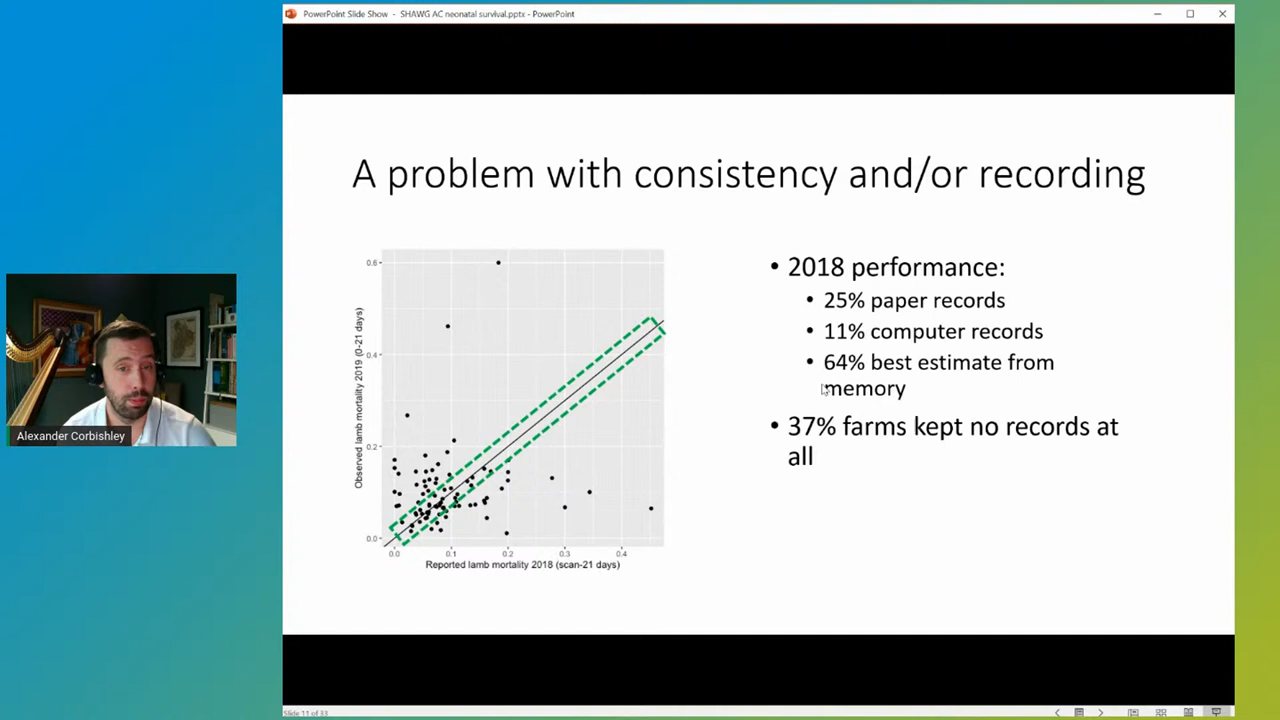 PowerPoint Slide Show - SHAWG AC neonatal survival.pptx - PowerPoint
A problem with consistency and/or recording
Observed lamb mortality 2019 (0-21 days)
0.6
0.4
0.2
0.0
0.0 0.1 0.2 0.3 0.4
Reported lamb mortality 2018 (scan-21 days)
• 2018 performance:
• 25% paper records
• 11% computer records
• 64% best estimate from
memory
• 37% farms kept no records at
all
Alexander Corbishley
Slide 11 of 33